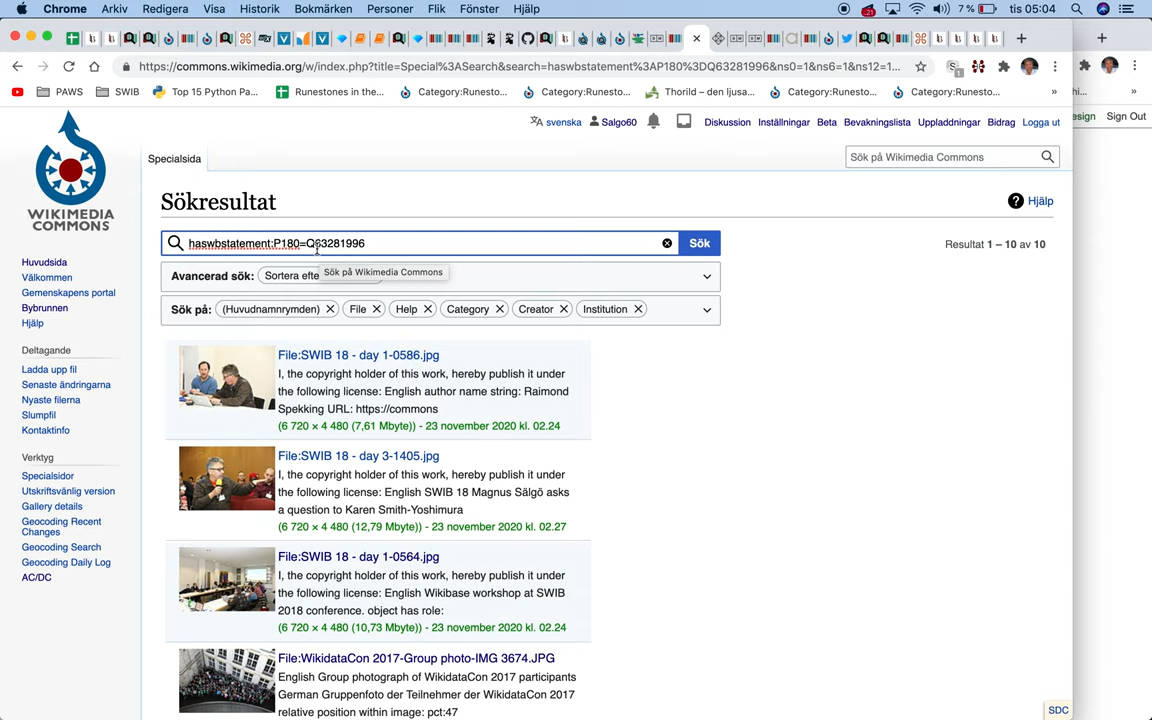 Chrome Arkiv Redigera Visa Historik Bokmärken Personer Flik Fönster Hjälp 7 % tis 05:04
https://commons.wikimedia.org/w/index.php?title=Special%3ASearch&search=haswbstatement%3AP180%3DQ63281996&ns0=1&ns6=1&ns12=1...
PAWS SWIB Top 15 Python Pa... Runestones in the... Category:Runesto... Category:Runesto... Thorild – den ljusa... Category:Runesto... Category:Runesto... »
esign Sign Out
svenska Salgo60 Diskussion Inställningar Beta Bevakningslista Uppladdningar Bidrag Logga ut
Specialsida
Sök på Wikimedia Commons
WIKIMEDIA
COMMONS
Sökresultat
Hjälp
haswbstatement:P180=Q63281996
Sök
Resultat 1 – 10 av 10
Avancerad sök: Sortera efte
Sök på Wikimedia Commons
Sök på: (Huvudnamnrymden) File Help Category Creator Institution
Huvudsida
Välkommen
Gemenskapens portal
Bybrunnen
Hjälp
Deltagande
Ladda upp fil
Senaste ändringarna
Nyaste filerna
Slumpfil
Kontaktinfo
Verktyg
Specialsidor
Utskriftsvänlig version
Gallery details
Geocoding Recent
Changes
Geocoding Search
Geocoding Daily Log
AC/DC
File:SWIB 18 - day 1-0586.jpg
I, the copyright holder of this work, hereby publish it under
the following license: English author name string: Raimond
Spekking URL: https://commons
(6 720 × 4 480 (7,61 Mbyte)) - 23 november 2020 kl. 02.24
File:SWIB 18 - day 3-1405.jpg
I, the copyright holder of this work, hereby publish it under
the following license: English SWIB 18 Magnus Sälgö asks
a question to Karen Smith-Yoshimura
(6 720 × 4 480 (12,79 Mbyte)) - 23 november 2020 kl. 02.27
File:SWIB 18 - day 1-0564.jpg
I, the copyright holder of this work, hereby publish it under
the following license: English Wikibase workshop at SWIB
2018 conference. object has role:
(6 720 × 4 480 (10,73 Mbyte)) - 23 november 2020 kl. 02.24
File:WikidataCon 2017-Group photo-IMG 3674.JPG
English Group photograph of WikidataCon 2017 participants
German Gruppenfoto der Teilnehmer der WikidataCon 2017
relative position within image: pct:47
SDC